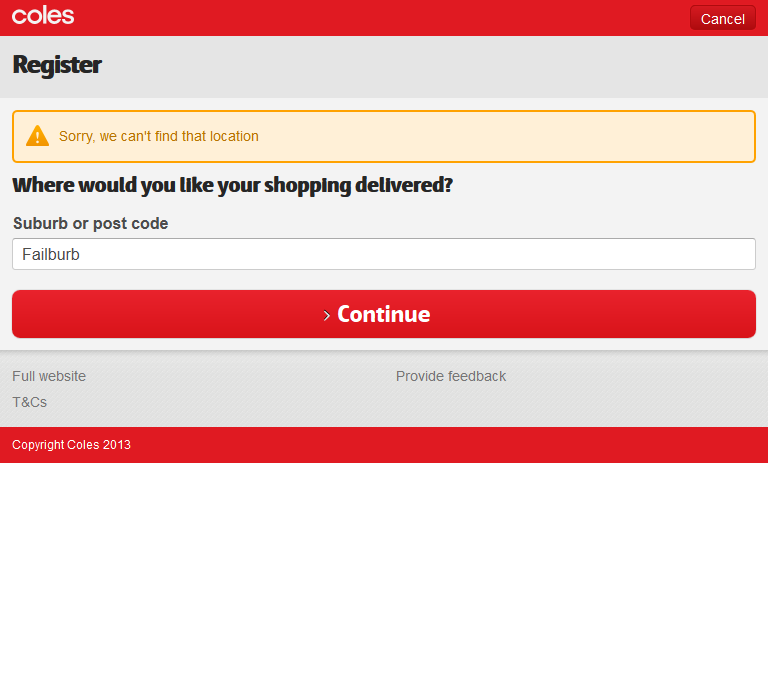 coles
Cancel
Register
Sorry, we can't find that location
Where would you like your shopping delivered?
Suburb or post code
Failburb
› Continue
Full website
Provide feedback
T&Cs
Copyright Coles 2013